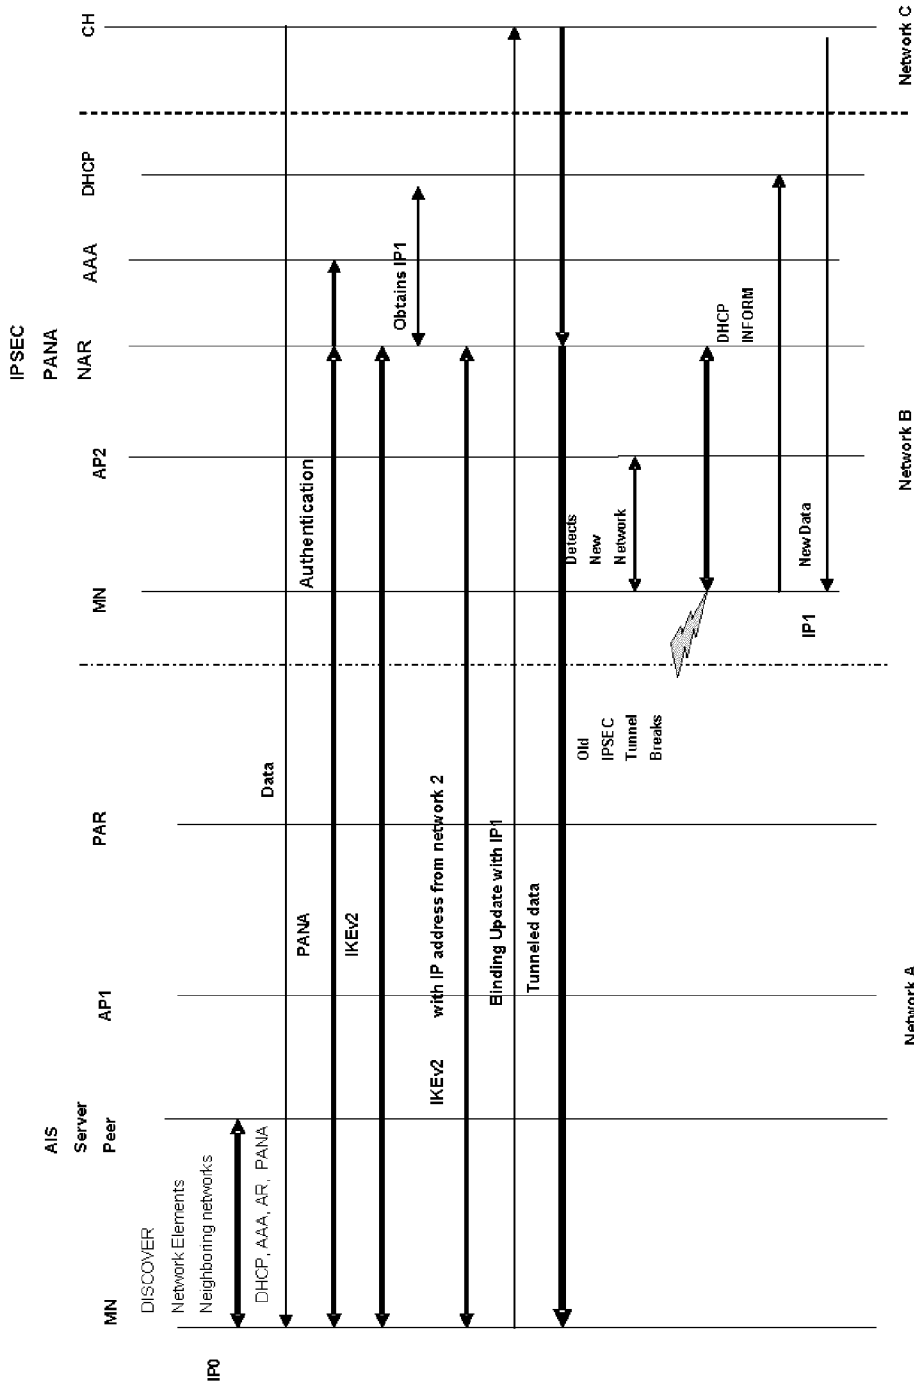 MN
AIS
Server
Peer
AP1
PAR
MN
AP2
IPSEC
PANA
NAR
AAA
DHCP
CH
IP0
DISCOVER
Network Elements
Neighboring networks
DHCP, AAA, AR, PANA
Data
PANA
Authentication
IKEv2
Obtains IP1
IKEv2
with IP address from network 2
Binding Update with IP1
Tunneled data
Detects
New
Network
Old
IPSEC
Tunnel
Breaks
DHCP
INFORM
New Data
IP1
Network A
Network B
Network C